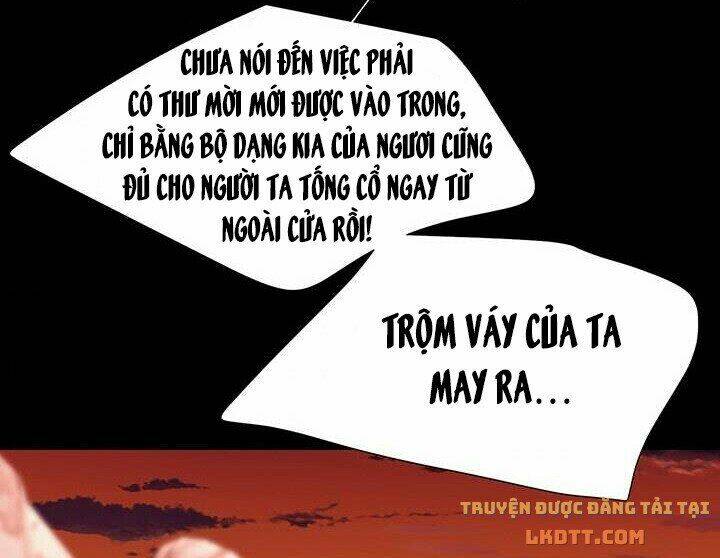 CHƯA NÓI ĐẾN VIỆC PHẢI
CÓ THƯ MỜI MỚI ĐƯỢC VÀO TRONG,
CHỈ BẰNG BỘ DẠNG KIA CỦA NGƯƠI CŨNG
ĐỦ CHO NGƯỜI TA TỐNG CỔ NGAY TỪ
NGOÀI CỬA RỒI!
TRỘM VÁY CỦA TA
MAY RA...
TRUYỆN ĐƯỢC ĐĂNG TẢI TẠI
LKDTT.COM